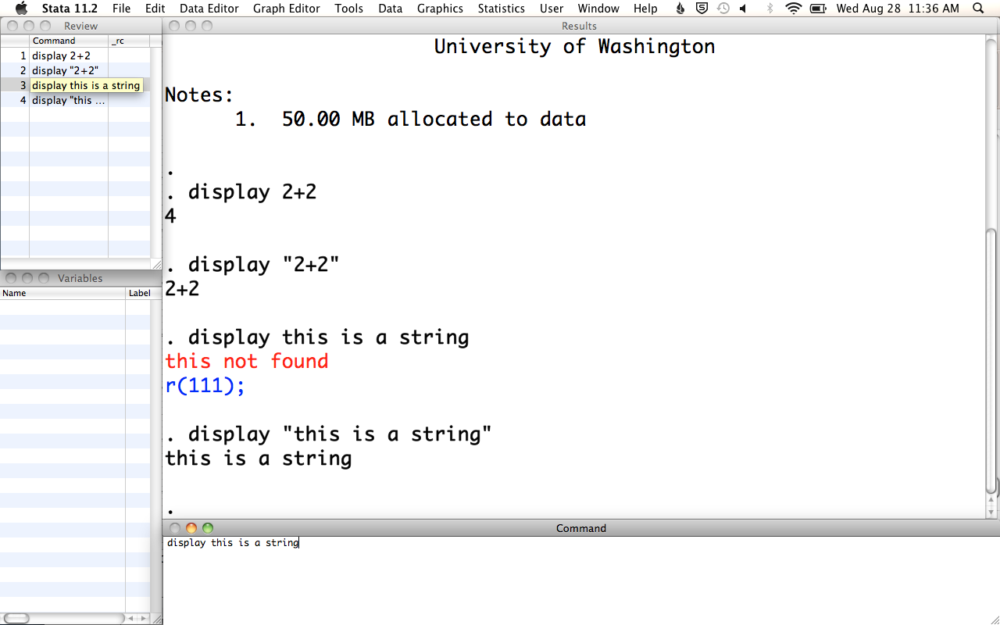 Stata 11.2 File Edit Data Editor Graph Editor Tools Data Graphics Statistics User Window Help Wed Aug 28 11:36 AM
Review
Command _rc
1 display 2+2
2 display "2+2"
3 display this is a string
4 display "this ...
Variables
Name Label
Results
University of Washington
Notes:
1. 50.00 MB allocated to data
.
. display 2+2
4
. display "2+2"
2+2
. display this is a string
this not found
r(111);
. display "this is a string"
this is a string
.
Command
display this is a string